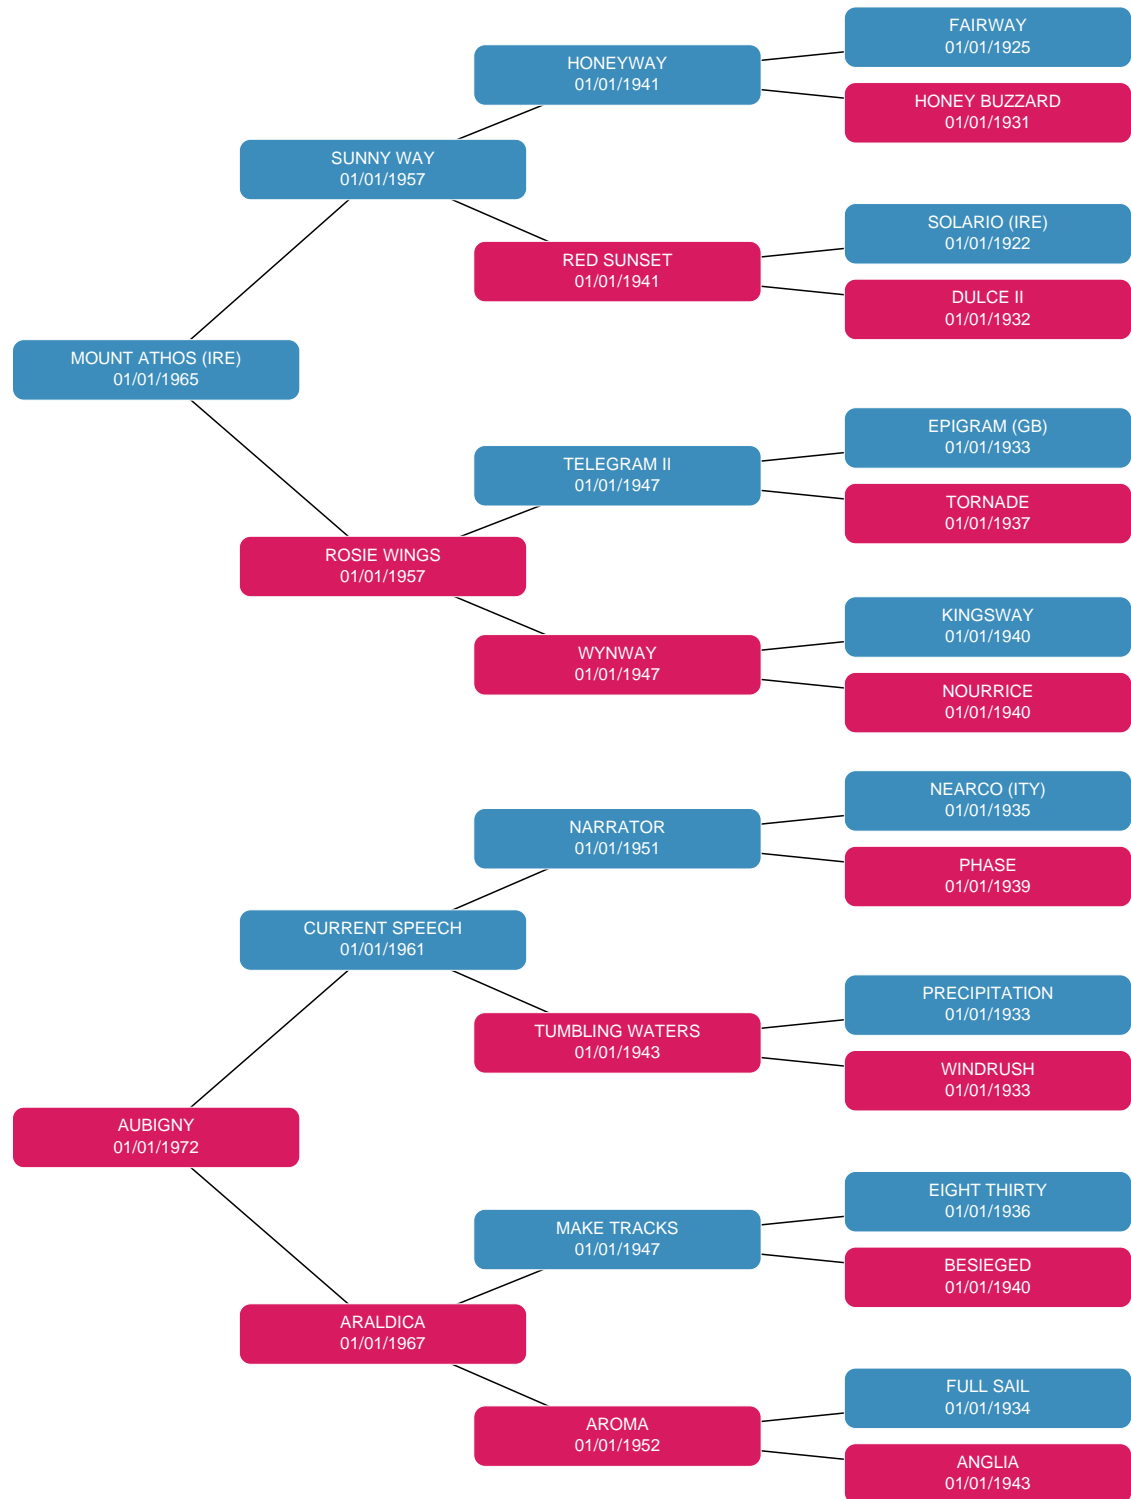 FAIRWAY
01/01/1925
HONEYWAY
01/01/1941
HONEY BUZZARD
01/01/1931
SUNNY WAY
01/01/1957
SOLARIO (IRE)
01/01/1922
RED SUNSET
01/01/1941
DULCE II
01/01/1932
MOUNT ATHOS (IRE)
01/01/1965
EPIGRAM (GB)
01/01/1933
TELEGRAM II
01/01/1947
TORNADE
01/01/1937
ROSIE WINGS
01/01/1957
KINGSWAY
01/01/1940
WYNWAY
01/01/1947
NOURRICE
01/01/1940
NEARCO (ITY)
01/01/1935
NARRATOR
01/01/1951
PHASE
01/01/1939
CURRENT SPEECH
01/01/1961
PRECIPITATION
01/01/1933
TUMBLING WATERS
01/01/1943
WINDRUSH
01/01/1933
AUBIGNY
01/01/1972
EIGHT THIRTY
01/01/1936
MAKE TRACKS
01/01/1947
BESIEGED
01/01/1940
ARALDICA
01/01/1967
FULL SAIL
01/01/1934
AROMA
01/01/1952
ANGLIA
01/01/1943